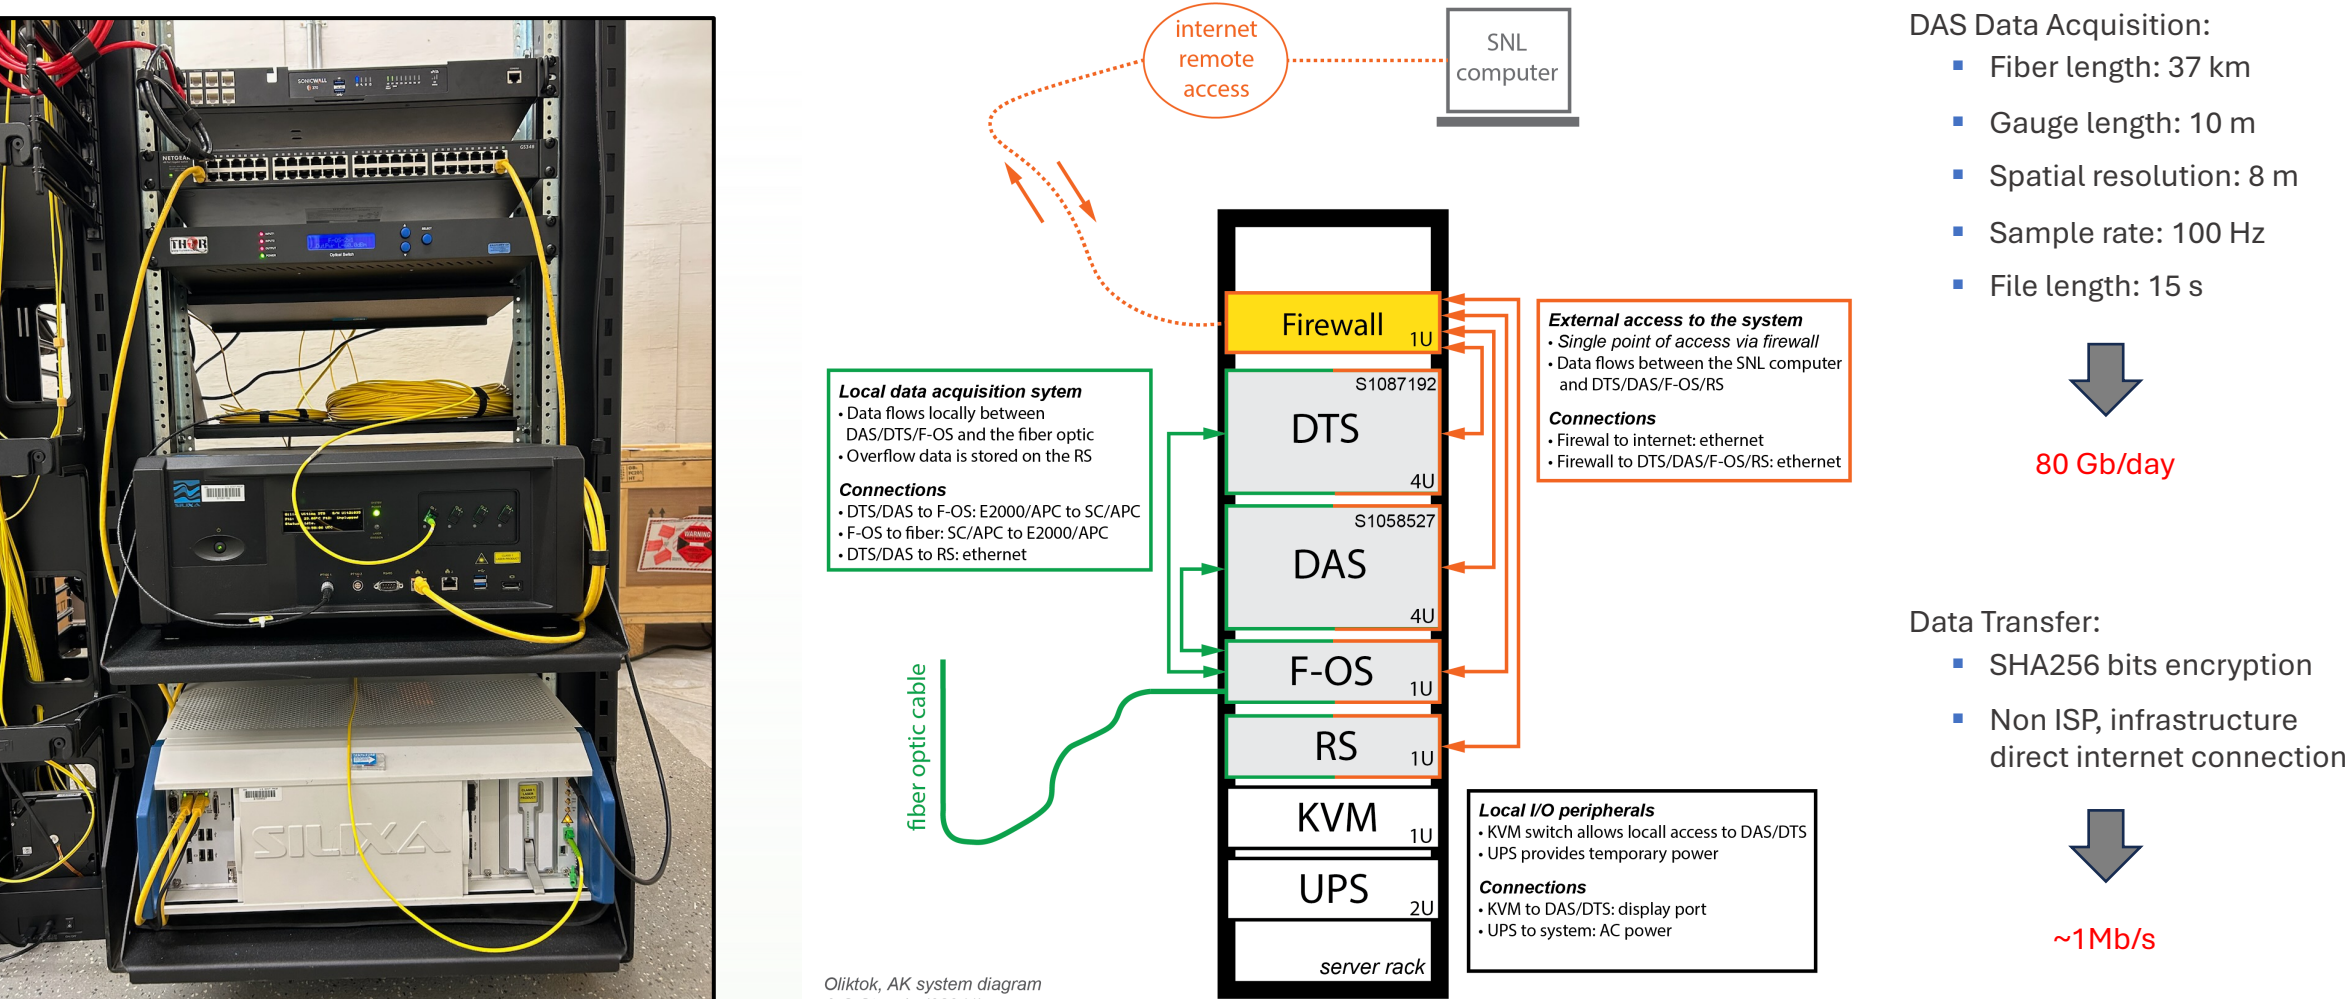 SONICWALL
NETGEAR
GS348
THOR
SELECT
Optical Switch
SILIXA
WARNING
SILIXA
internet
remote
access
SNL
computer
Firewall
1U
S1087192
DTS
4U
S1058527
DAS
4U
F-OS
1U
RS
1U
KVM
1U
UPS
2U
server rack
Local data acquisition sytem
• Data flows locally between
DAS/DTS/F-OS and the fiber optic
• Overflow data is stored on the RS
Connections
• DTS/DAS to F-OS: E2000/APC to SC/APC
• F-OS to fiber: SC/APC to E2000/APC
• DTS/DAS to RS: ethernet
fiber optic cable
External access to the system
• Single point of access via firewall
• Data flows between the SNL computer
and DTS/DAS/F-OS/RS
Connections
• Firewal to internet: ethernet
• Firewall to DTS/DAS/F-OS/RS: ethernet
Local I/O peripherals
• KVM switch allows locall access to DAS/DTS
• UPS provides temporary power
Connections
• KVM to DAS/DTS: display port
• UPS to system: AC power
Oliktok, AK system diagram
DAS Data Acquisition:
▪ Fiber length: 37 km
▪ Gauge length: 10 m
▪ Spatial resolution: 8 m
▪ Sample rate: 100 Hz
▪ File length: 15 s
80 Gb/day
Data Transfer:
▪ SHA256 bits encryption
▪ Non ISP, infrastructure
direct internet connection
~1Mb/s